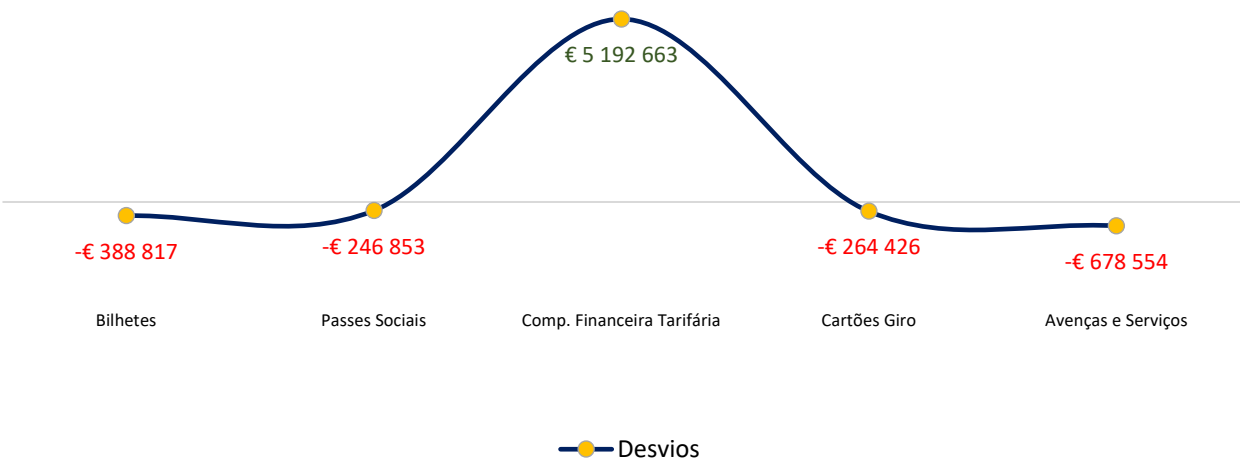 € 5 192 663
-€ 388 817
-€ 246 853
-€ 264 426
-€ 678 554
Bilhetes
Passes Sociais
Comp. Financeira Tarifária
Cartões Giro
Avenças e Serviços
Desvios